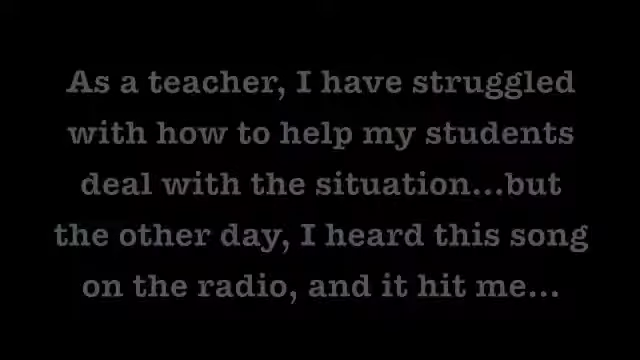 As a teacher, I have struggled
with how to help my students
deal with the situation...but
the other day, I heard this song
on the radio, and it hit me...